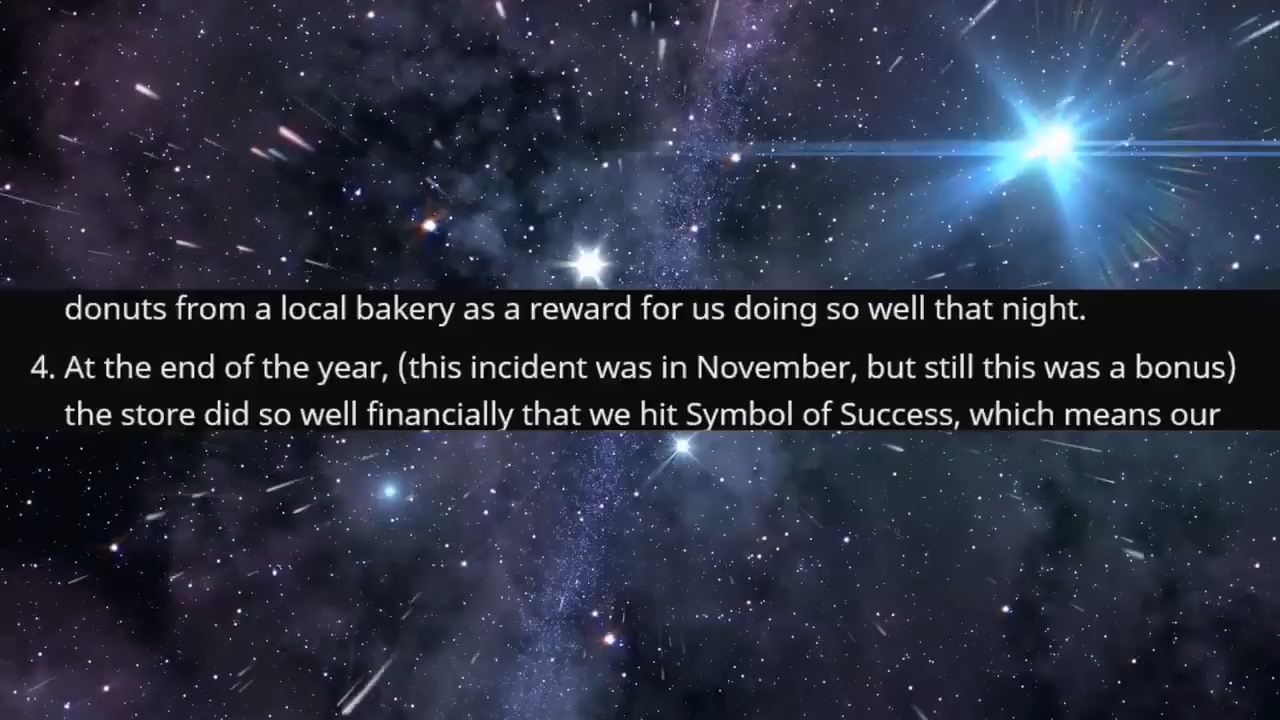 donuts from a local bakery as a reward for us doing so well that night.
4. At the end of the year, (this incident was in November, but still this was a bonus)
the store did so well financially that we hit Symbol of Success, which means our